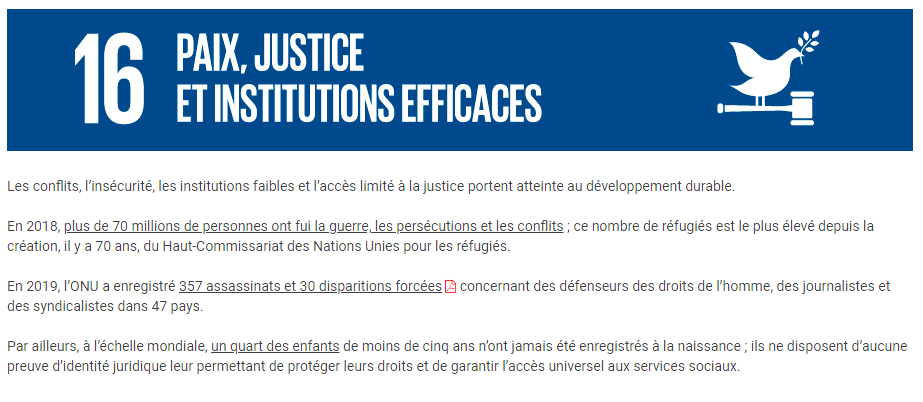 16
PAIX, JUSTICE
ET INSTITUTIONS EFFICACES
Les conflits, l’insécurité, les institutions faibles et l’accès limité à la justice portent atteinte au développement durable.
En 2018, plus de 70 millions de personnes ont fui la guerre, les persécutions et les conflits ; ce nombre de réfugiés est le plus élevé depuis la
création, il y a 70 ans, du Haut-Commissariat des Nations Unies pour les réfugiés.
En 2019, l’ONU a enregistré 357 assassinats et 30 disparitions forcées concernant des défenseurs des droits de l’homme, des journalistes et
des syndicalistes dans 47 pays.
Par ailleurs, à l’échelle mondiale, un quart des enfants de moins de cinq ans n’ont jamais été enregistrés à la naissance ; ils ne disposent d’aucune
preuve d’identité juridique leur permettant de protéger leurs droits et de garantir l’accès universel aux services sociaux.